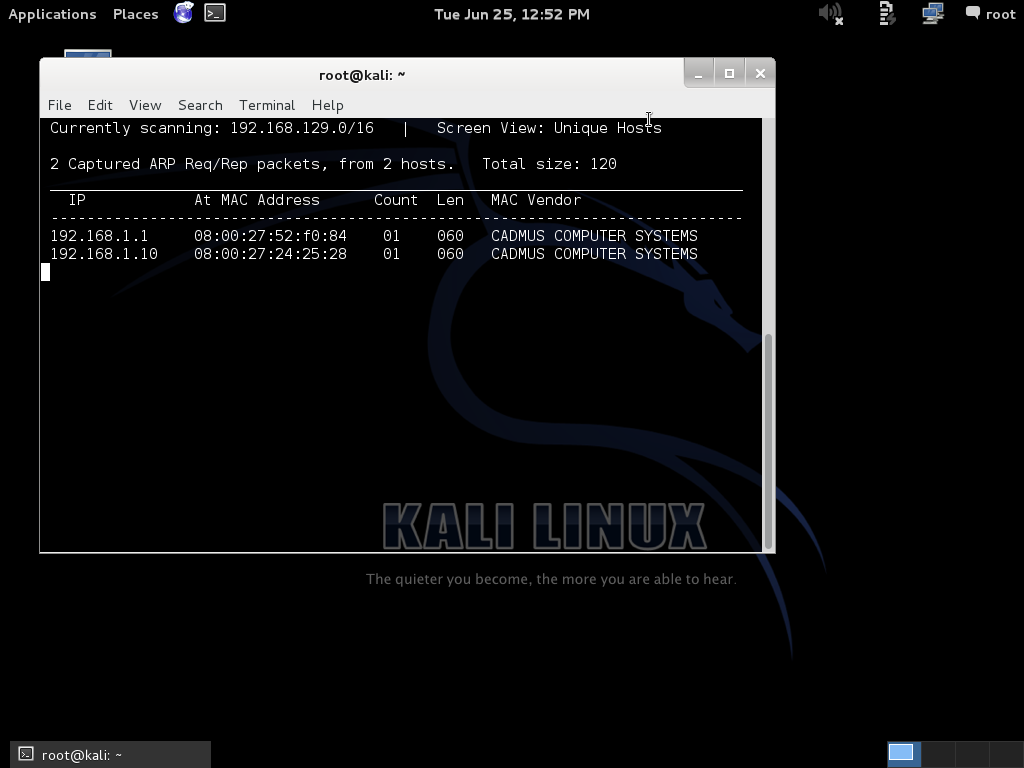 Applications Places Tue Jun 25, 12:52 PM root
root@kali: ~
File Edit View Search Terminal Help
Currently scanning: 192.168.129.0/16 | Screen View: Unique Hosts
2 Captured ARP Req/Rep packets, from 2 hosts. Total size: 120
IP At MAC Address Count Len MAC Vendor
192.168.1.1 08:00:27:52:f0:84 01 060 CADMUS COMPUTER SYSTEMS
192.168.1.10 08:00:27:24:25:28 01 060 CADMUS COMPUTER SYSTEMS
KALI LINUX
The quieter you become, the more you are able to hear.
root@kali: ~